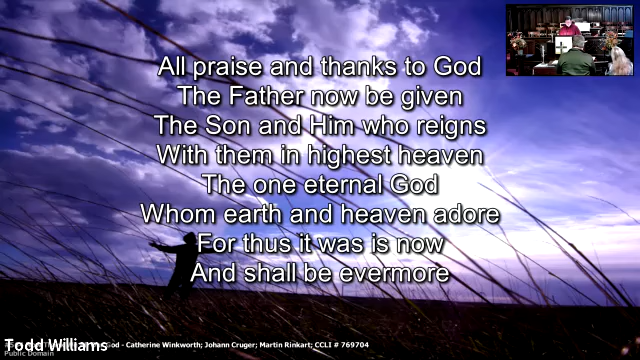 All praise and thanks to God
The Father now be given
The Son and Him who reigns
With them in highest heaven
The one eternal God
Whom earth and heaven adore
For thus it was is now
And shall be evermore
God - Catherine Winkworth; Johann Cruger; Martin Rinkart; CCLI # 769704
Todd Williams
Public Domain